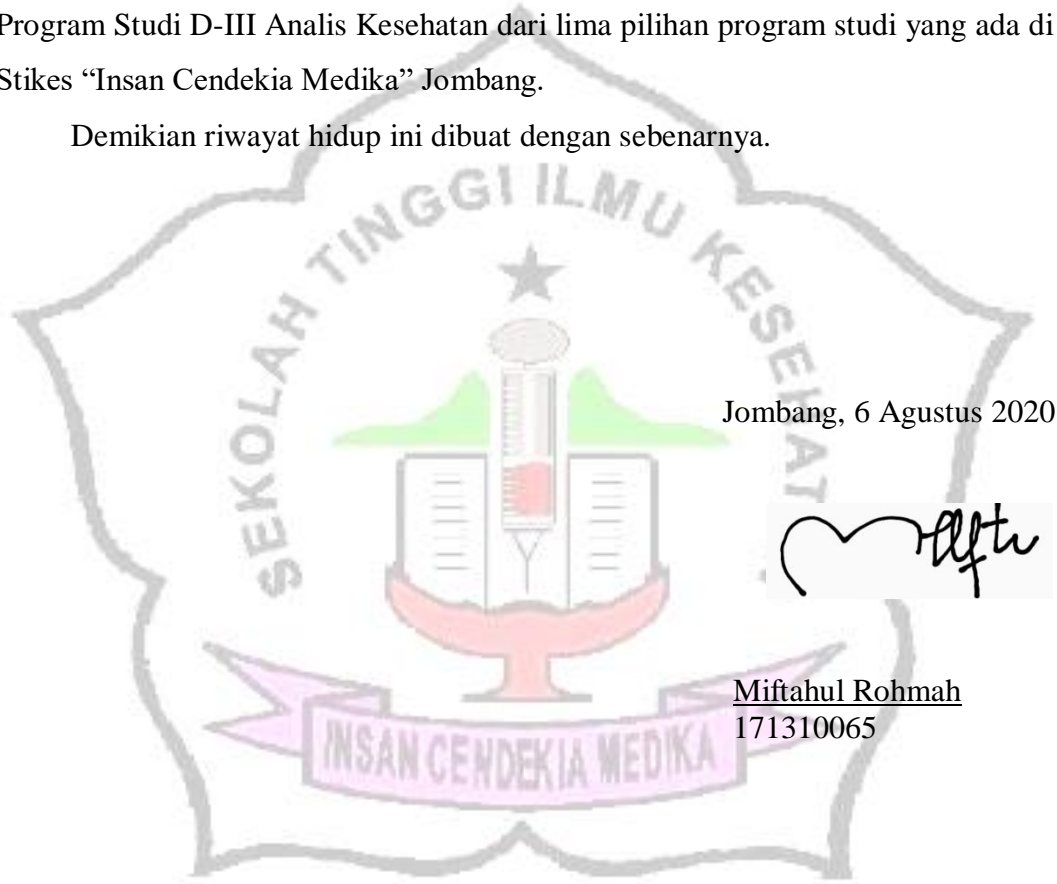 Program Studi D-III Analis Kesehatan dari lima pilihan program studi yang ada di
Stikes “Insan Cendekia Medika” Jombang.
Demikian riwayat hidup ini dibuat dengan sebenarnya.
SEKOLAH TINGGI ILMU KESEHAT
Jombang, 6 Agustus 2020
Miftahul Rohmah
171310065
INSAN CENDEKIA MEDIKA